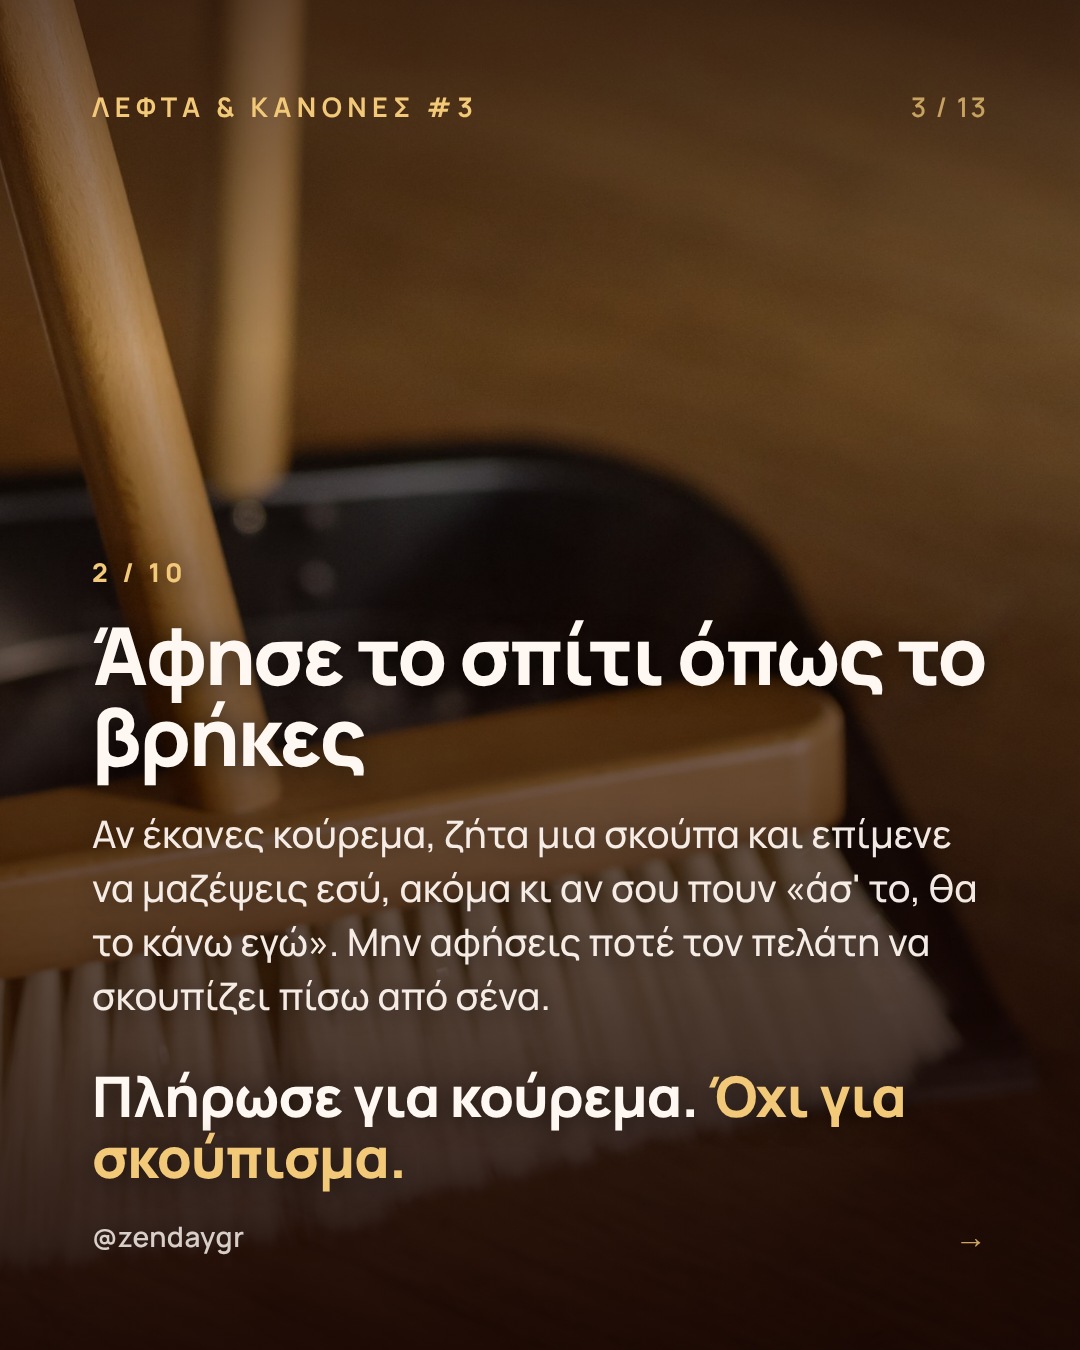 ΛΕΦΤΑ & ΚΑΝΟΝΕΣ #3
3 / 13
2 / 10
Άφησε το σπίτι όπως το
βρήκες
Αν έκανες κούρεμα, ζήτα μια σκούπα και επίμενε
να μαζέψεις εσύ, ακόμα κι αν σου πουν «άσ' το, θα
το κάνω εγώ». Μην αφήσεις ποτέ τον πελάτη να
σκουπίζει πίσω από σένα.
Πλήρωσε για κούρεμα. Όχι για
σκούπισμα.
@zendaygr
→